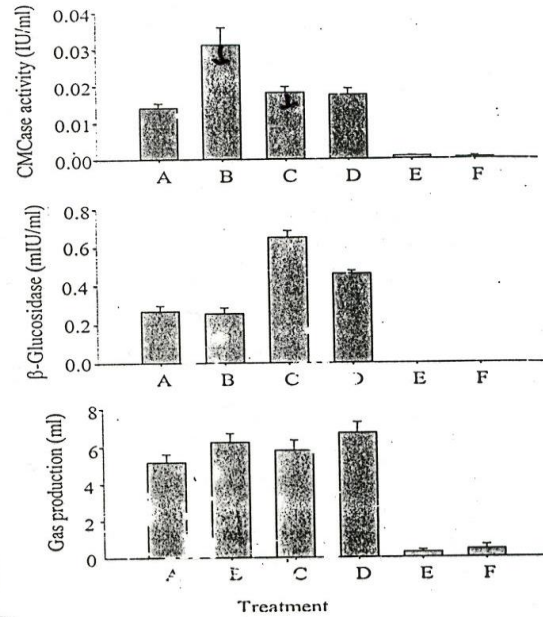 CMCase activity (IU/ml)
0.04
0.03
0.02
0.01
0.00
A B C D E F
β-Glucosidase (mIU/ml)
0.8
0.6
0.4
0.2
0.0
A B C E F
Gas production (ml)
8
6
4
2
0
E C D E F
Treatment